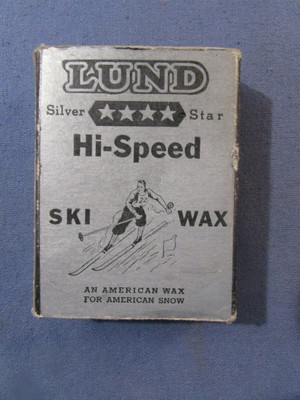 LUND
Silver Star
Hi-Speed
SKI WAX
AN AMERICAN WAX
FOR AMERICAN SNOW